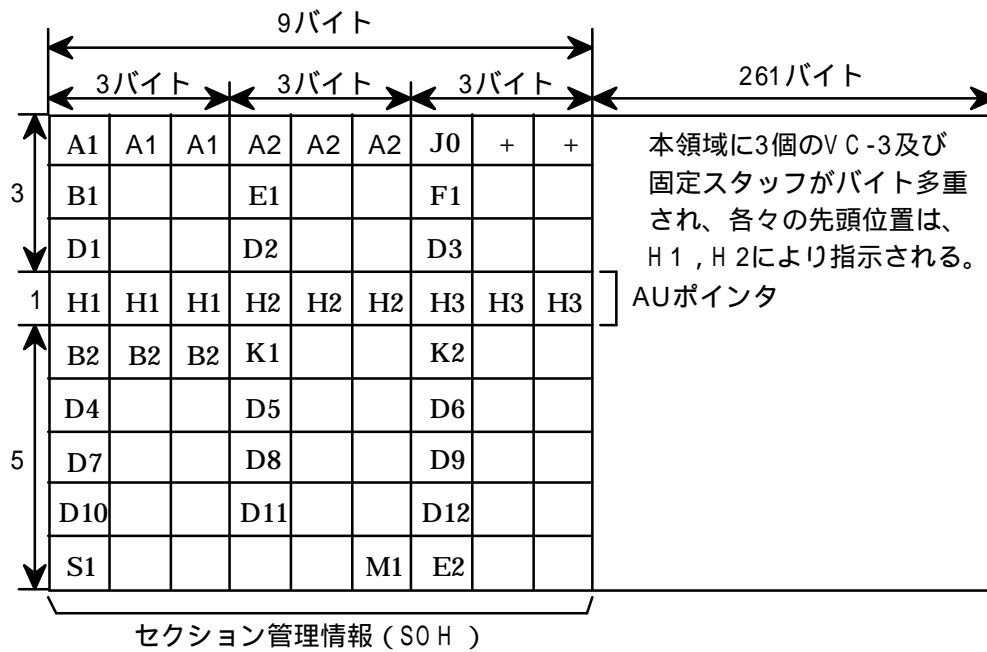 9バイト
3バイト 3バイト 3バイト 261バイト
A1 A1 A1 A2 A2 A2 J0 + +
3 B1 E1 F1
D1 D2 D3
本領域に3個のVC-3及び
固定スタッフがバイト多重
され、各々の先頭位置は、
H1,H2により指示される。
1 H1 H1 H1 H2 H2 H2 H3 H3 H3 AUポインタ
B2 B2 B2 K1 K2
D4 D5 D6
5 D7 D8 D9
D10 D11 D12
S1 M1 E2
セクション管理情報(SOH)